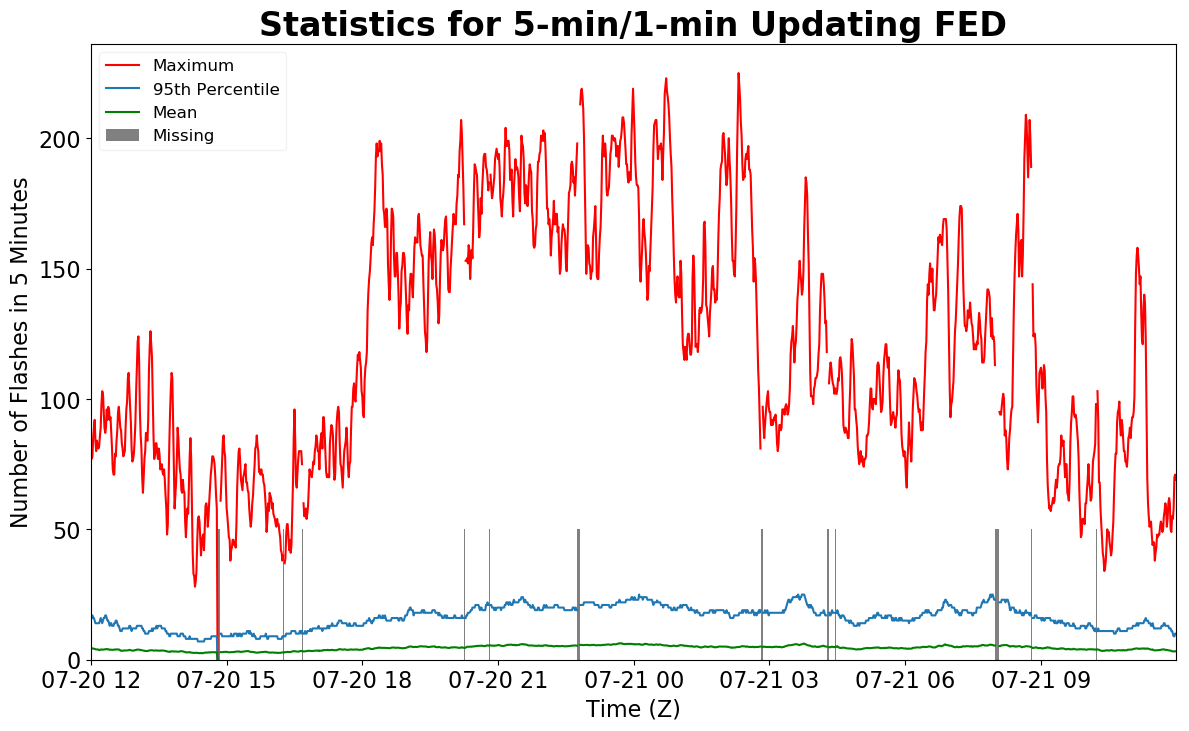 Statistics for 5-min/1-min Updating FED
Maximum
95th Percentile
Mean
Missing
Number of Flashes in 5 Minutes
200
150
100
50
0
07-20 12 07-20 15 07-20 18 07-20 21 07-21 00 07-21 03 07-21 06 07-21 09
Time (Z)